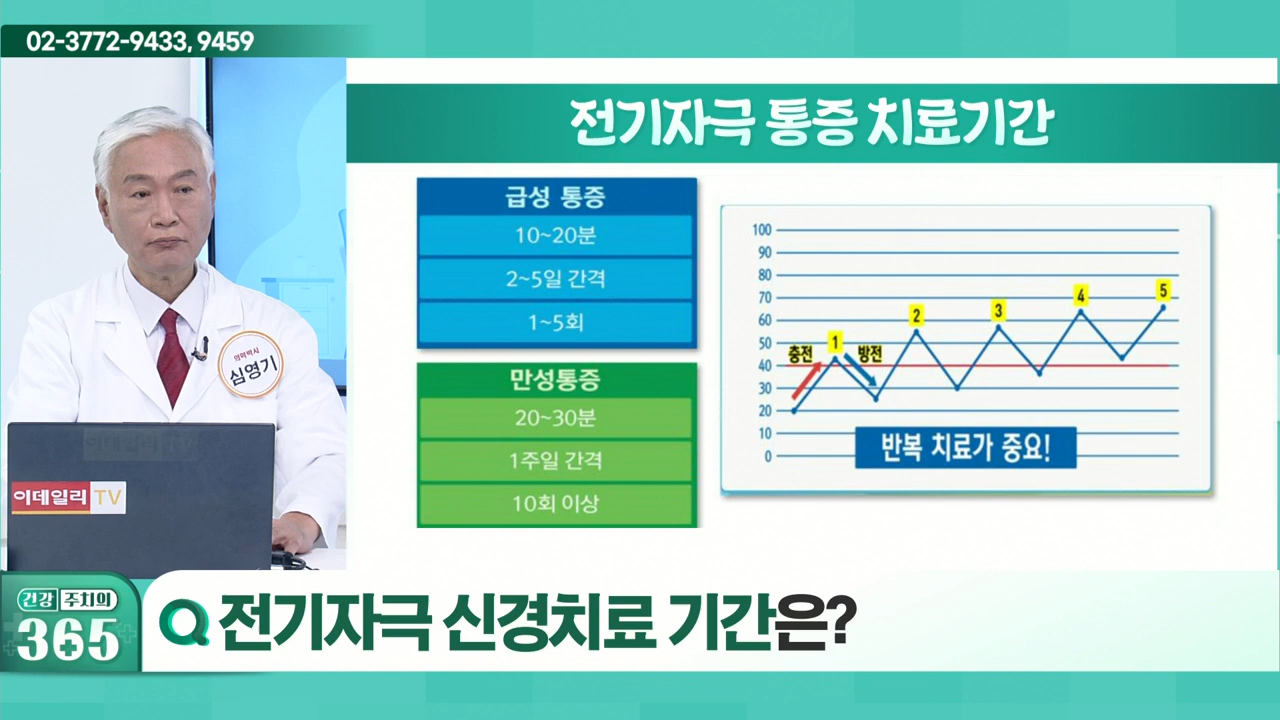 02-3772-9433, 9459
전기자극 통증 치료기간
급성 통증
10~20분
2~5일 간격
1~5회
만성통증
20~30분
1주일 간격
10회 이상
100
90
80
70
60
50
40
30
20
10
0
충전
1
방전
2
3
4
5
반복 치료가 중요!
의학박사
심영기
이데일리 TV
이데일리TV
건강 주치의
365
Q 전기자극 신경치료 기간은?